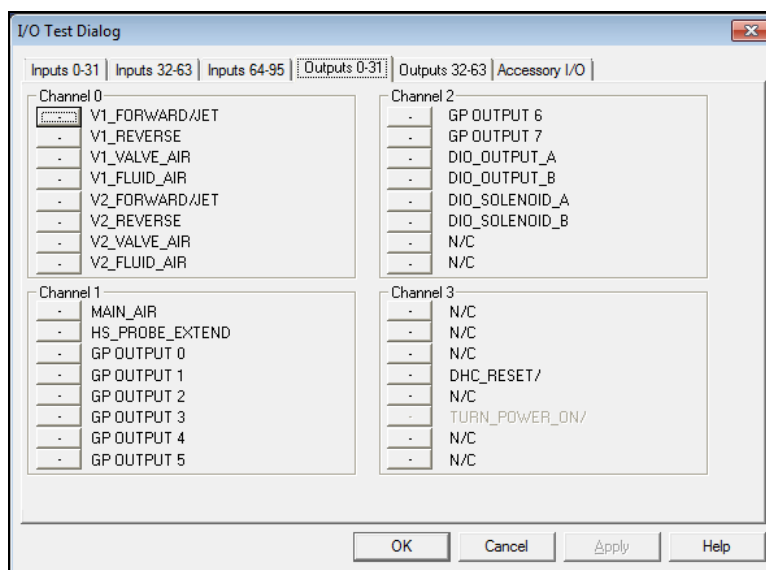 I/O Test Dialog
Inputs 0-31 Inputs 32-63 Inputs 64-95 Outputs 0-31 Outputs 32-63 Accessory I/O
Channel 0
- V1_FORWARD/JET
- V1_REVERSE
- V1_VALVE_AIR
- V1_FLUID_AIR
- V2_FORWARD/JET
- V2_REVERSE
- V2_VALVE_AIR
- V2_FLUID_AIR
Channel 1
- MAIN_AIR
- HS_PROBE_EXTEND
- GP OUTPUT 0
- GP OUTPUT 1
- GP OUTPUT 2
- GP OUTPUT 3
- GP OUTPUT 4
- GP OUTPUT 5
Channel 2
- GP OUTPUT 6
- GP OUTPUT 7
- DIO_OUTPUT_A
- DIO_OUTPUT_B
- DIO_SOLENOID_A
- DIO_SOLENOID_B
- N/C
- N/C
Channel 3
- N/C
- N/C
- N/C
- DHC_RESET/
- N/C
- TURN_POWER_ON/
- N/C
- N/C
OK Cancel Apply Help